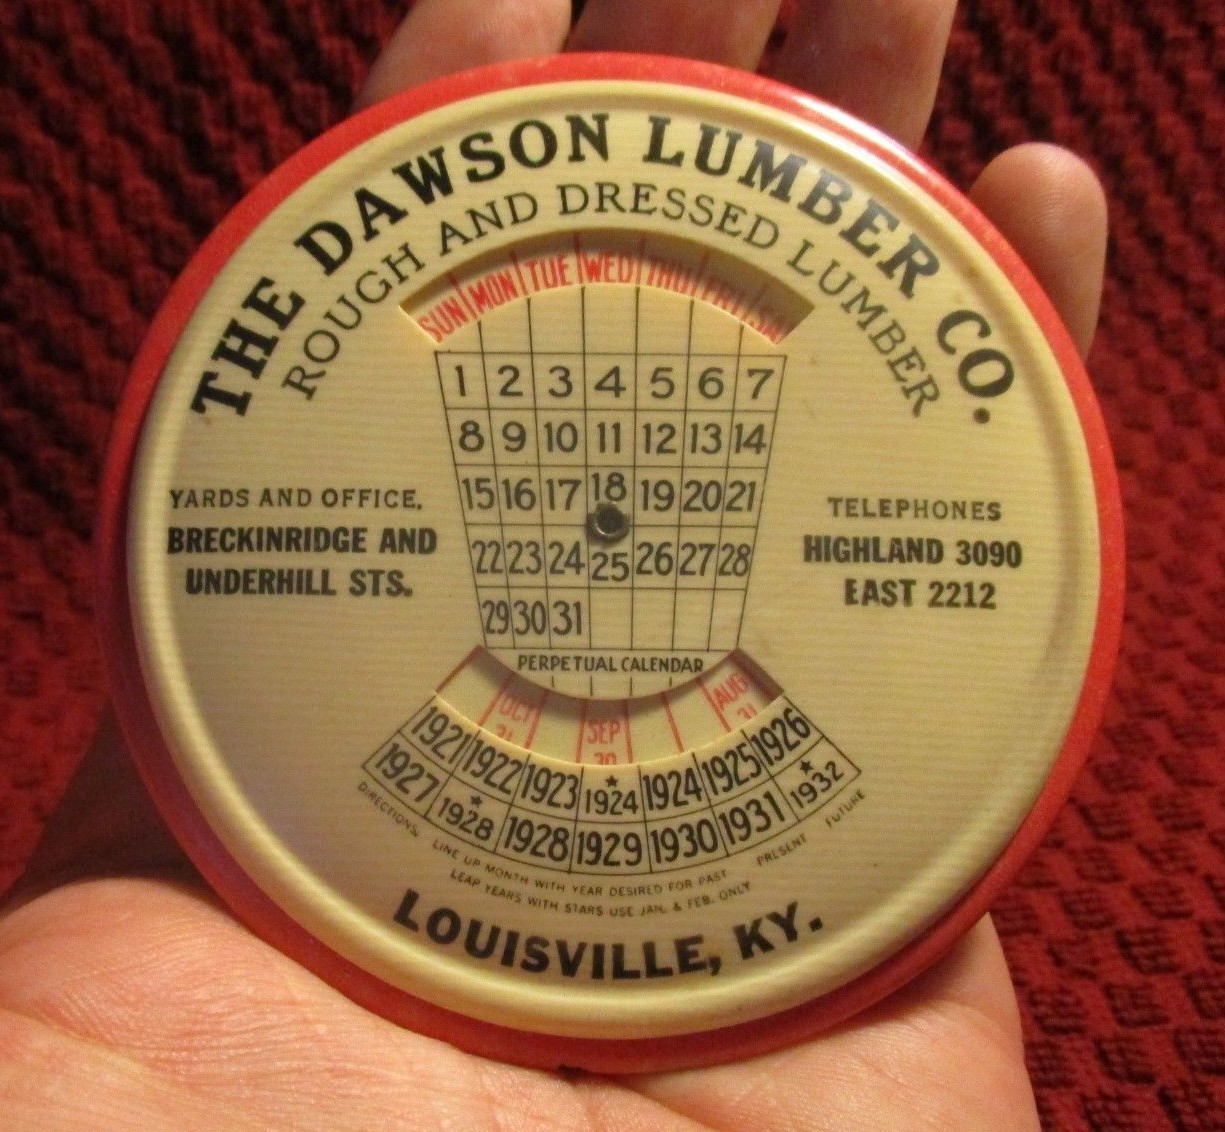 THE DAWSON LUMBER CO.
ROUGH AND DRESSED LUMBER
SUN MON TUE WED THU FRI SAT
1 2 3 4 5 6 7
8 9 10 11 12 13 14
15 16 17 18 19 20 21
22 23 24 25 26 27 28
29 30 31
YARDS AND OFFICE,
BRECKINRIDGE AND
UNDERHILL STS.
TELEPHONES
HIGHLAND 3090
EAST 2212
PERPETUAL CALENDAR
OCT 31 SEP 30 AUG 31
1921 1922 1923 *1924 1924 1925 1926
1927 *1928 1928 1929 1930 1931 *1932
DIRECTIONS. LINE UP MONTH WITH YEAR DESIRED FOR PAST PRESENT FUTURE
LEAP YEARS WITH STARS USE JAN. & FEB. ONLY
LOUISVILLE, KY.